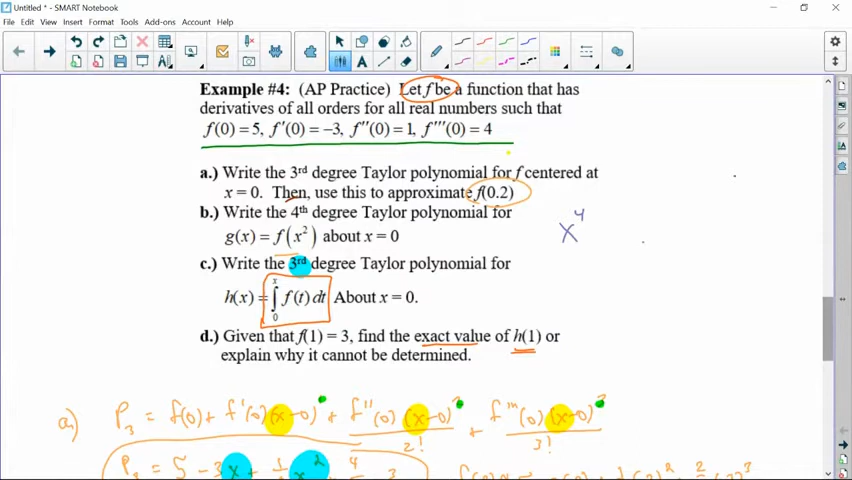 Untitled * - SMART Notebook
File Edit View Insert Format Tools Add-ons Account Help
Example #4: (AP Practice) Let f be a function that has
derivatives of all orders for all real numbers such that
f(0) = 5, f'(0) = −3, f''(0) = 1, f'''(0) = 4
a.) Write the 3rd degree Taylor polynomial for f centered at
x = 0. Then, use this to approximate f(0.2)
b.) Write the 4th degree Taylor polynomial for
g(x) = f(x²) about x = 0
x⁴
c.) Write the 3rd degree Taylor polynomial for
h(x) = ∫₀ˣ f(t) dt About x = 0.
d.) Given that f(1) = 3, find the exact value of h(1) or
explain why it cannot be determined.
a) P₃ = f(0) + f'(0)(x−0) + f''(0)(x−0)²/2! + f'''(0)(x−0)³/3!
P₃ = 5 − 3x + x²